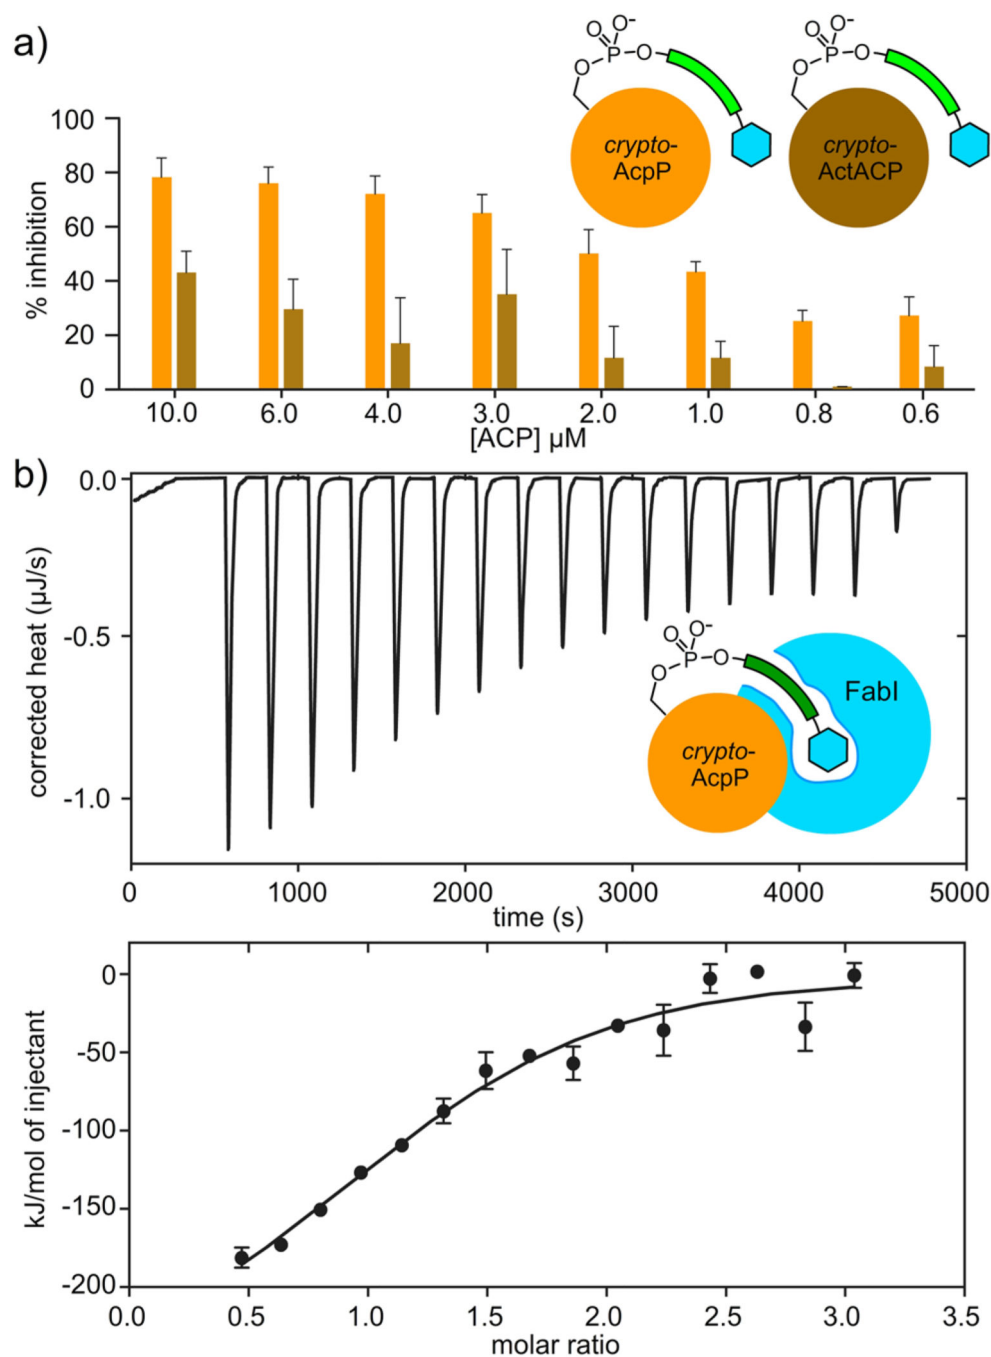 a)
O O-
P
O O
crypto-
AcpP
O O-
P
O O
crypto-
ActACP
% inhibition
100
80
60
40
20
0
10.0 6.0 4.0 3.0 2.0 1.0 0.8 0.6
[ACP] µM
b)
corrected heat (µJ/s)
0.0
-0.5
-1.0
O O-
P
O O
crypto-
AcpP
FabI
0 1000 2000 3000 4000 5000
time (s)
kJ/mol of injectant
0
-50
-100
-150
-200
0.0 0.5 1.0 1.5 2.0 2.5 3.0 3.5
molar ratio